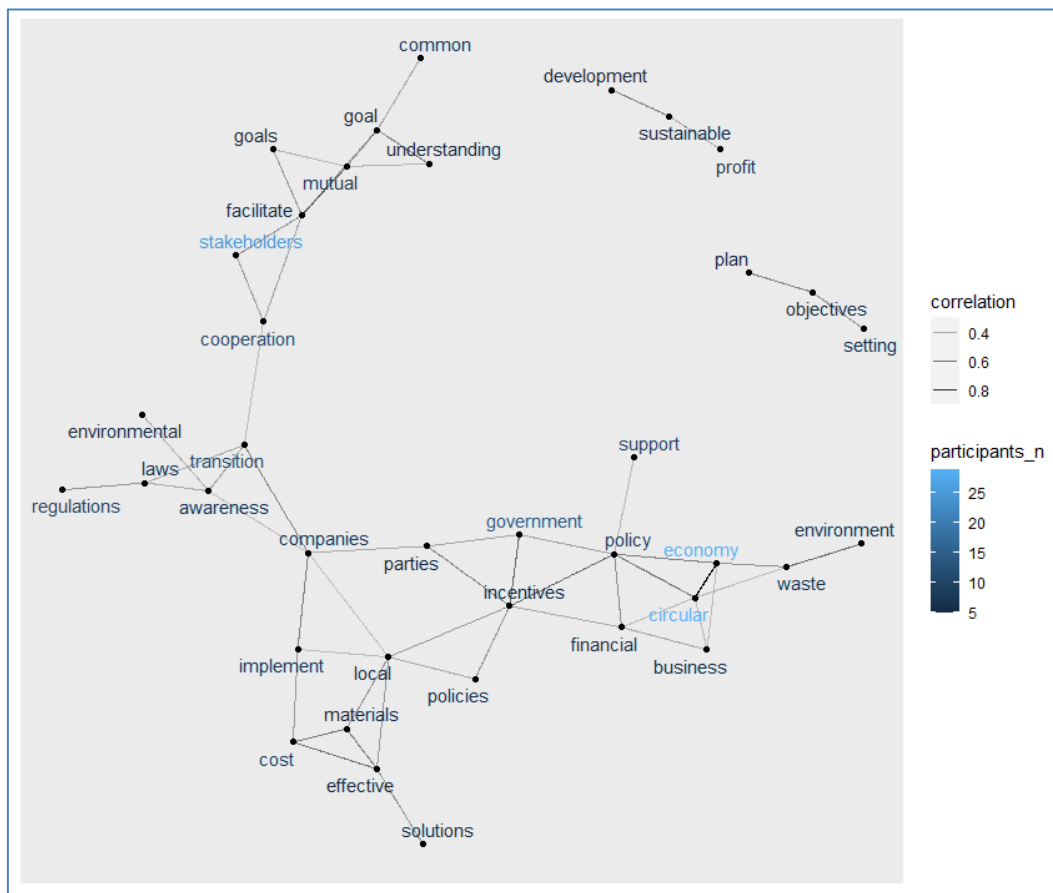 common
development
goal
goals
understanding
sustainable
mutual
profit
facilitate
stakeholders
plan
objectives
cooperation
setting
environmental
support
laws
transition
regulations
awareness
government
environment
companies
parties
policy
economy
incentives
waste
circular
financial
implement
local
policies
business
materials
cost
effective
solutions
correlation
0.4
0.6
0.8
participants_n
25
20
15
10
5